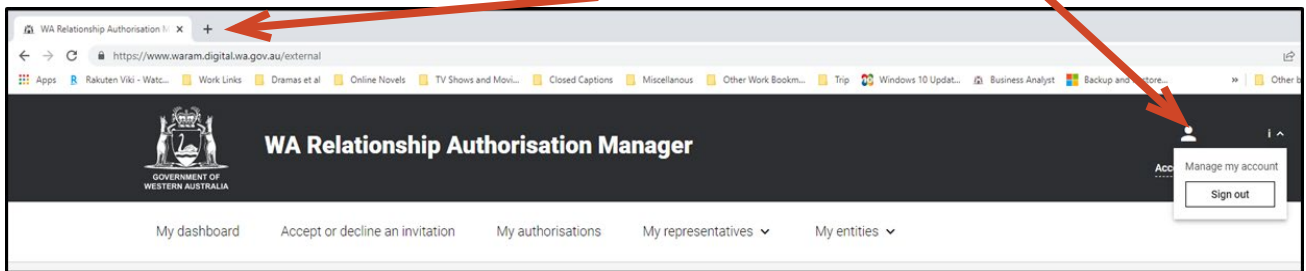 WA Relationship Authorisation M
https://www.waram.digital.wa.gov.au/external
Apps Rakuten Viki - Watc... Work Links Dramas et al Online Novels TV Shows and Movi... Closed Captions Miscellanous Other Work Bookm... Trip Windows 10 Updat... Business Analyst Backup and store... » Other b
GOVERNMENT OF
WESTERN AUSTRALIA
WA Relationship Authorisation Manager
i
Acc
Manage my account
Sign out
My dashboard Accept or decline an invitation My authorisations My representatives My entities